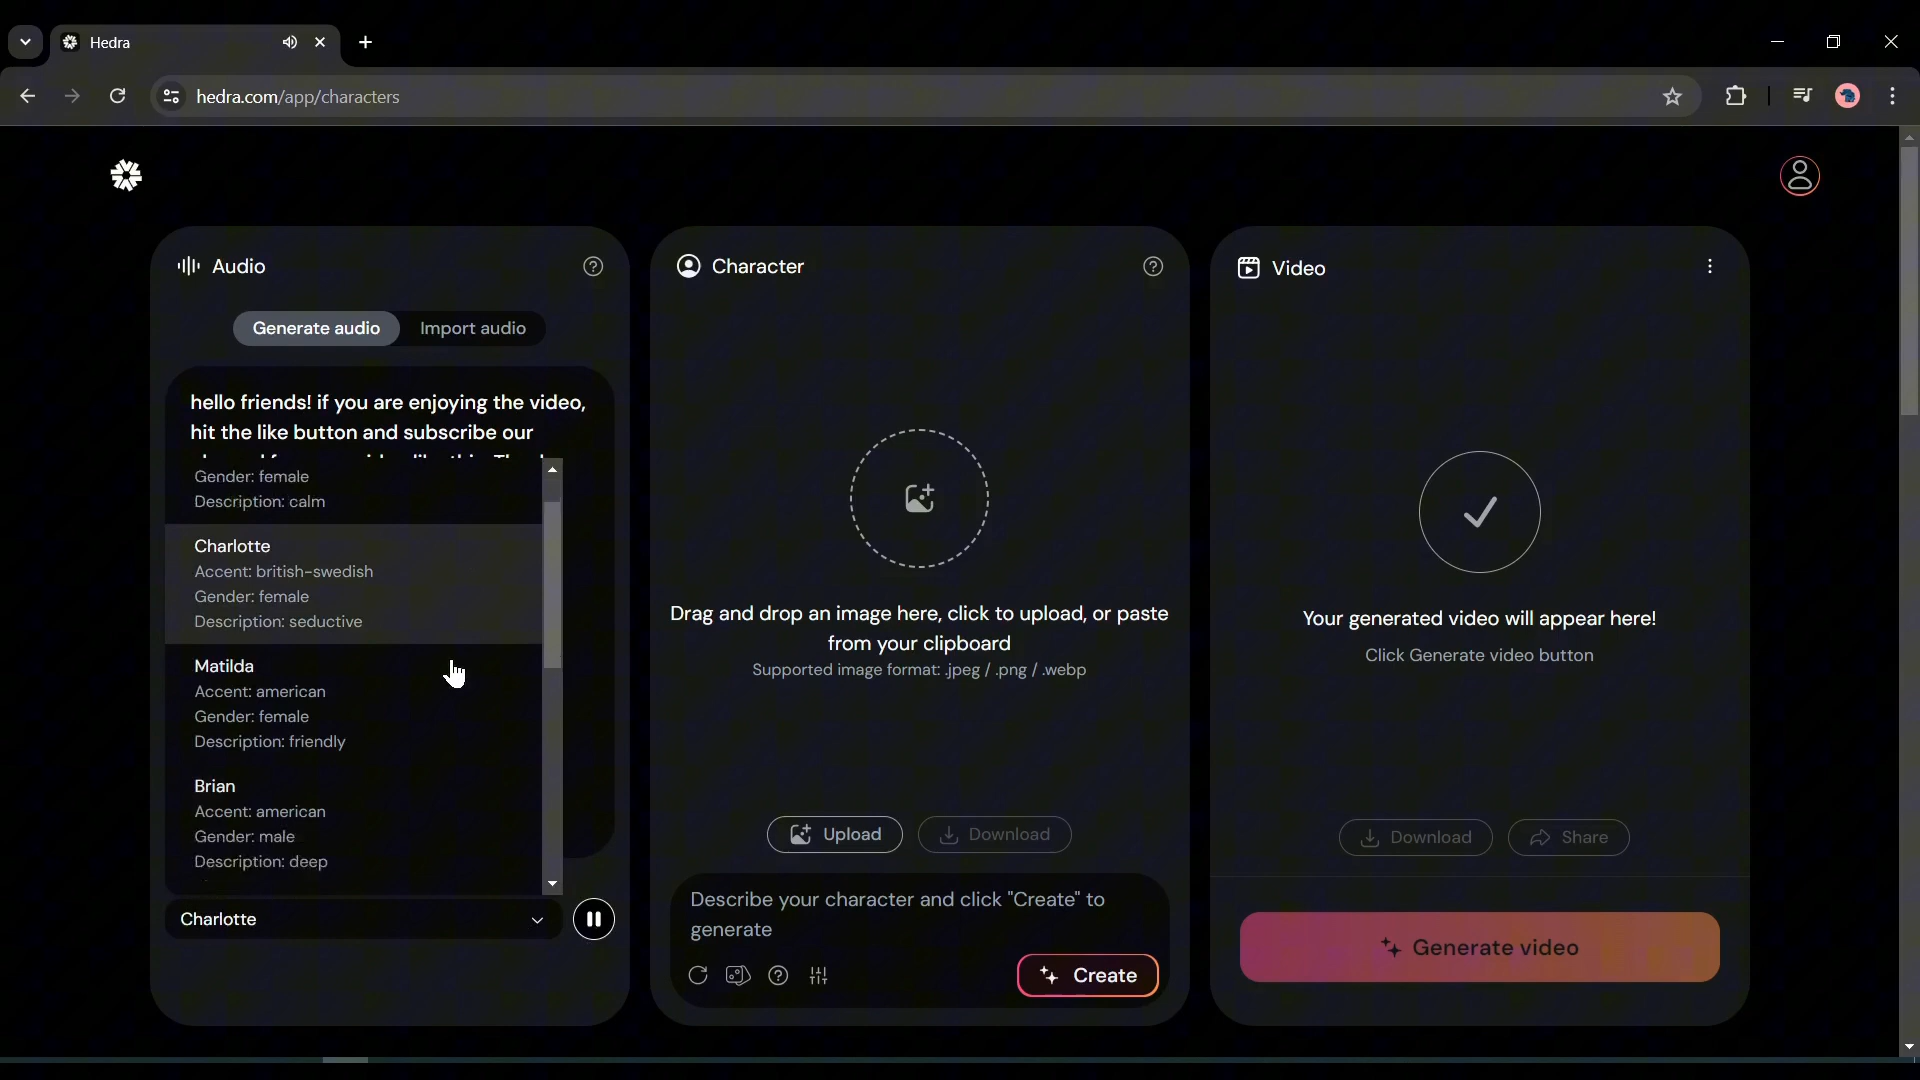 Hedra
hedra.com/app/characters
Audio
Generate audio
Import audio
hello friends! if you are enjoying the video,
hit the like button and subscribe our
Gender: female
Description: calm
Charlotte
Accent: british-swedish
Gender: female
Description: seductive
Matilda
Accent: american
Gender: female
Description: friendly
Brian
Accent: american
Gender: male
Description: deep
Charlotte
Character
Drag and drop an image here, click to upload, or paste
from your clipboard
Supported image format: .jpeg / .png / .webp
Upload
Download
Describe your character and click "Create" to
generate
Create
Video
Your generated video will appear here!
Click Generate video button
Download
Share
Generate video